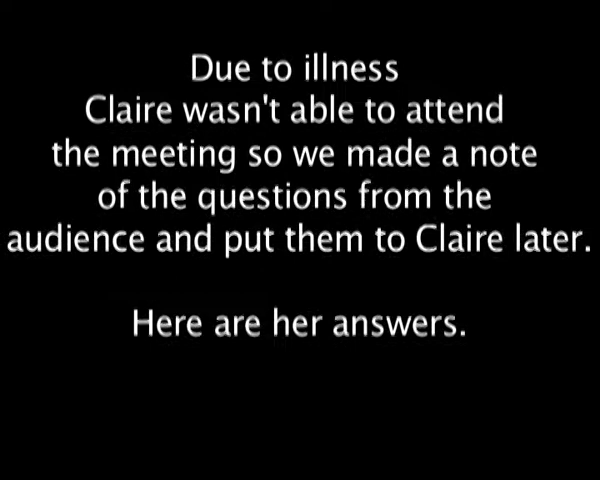 Due to illness
Claire wasn't able to attend
the meeting so we made a note
of the questions from the
audience and put them to Claire later.
Here are her answers.